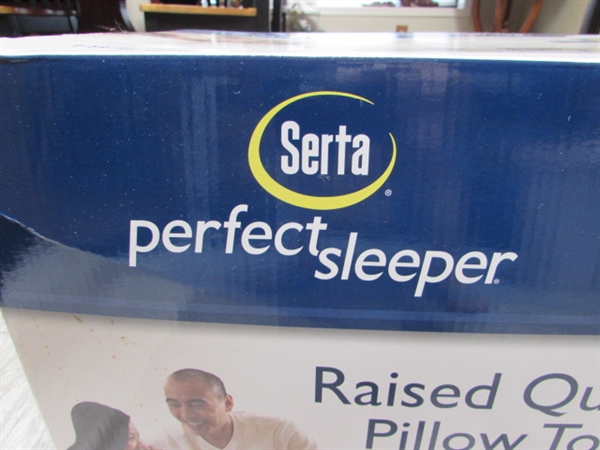 Serta
perfect sleeper
Raised Qu
Pillow To